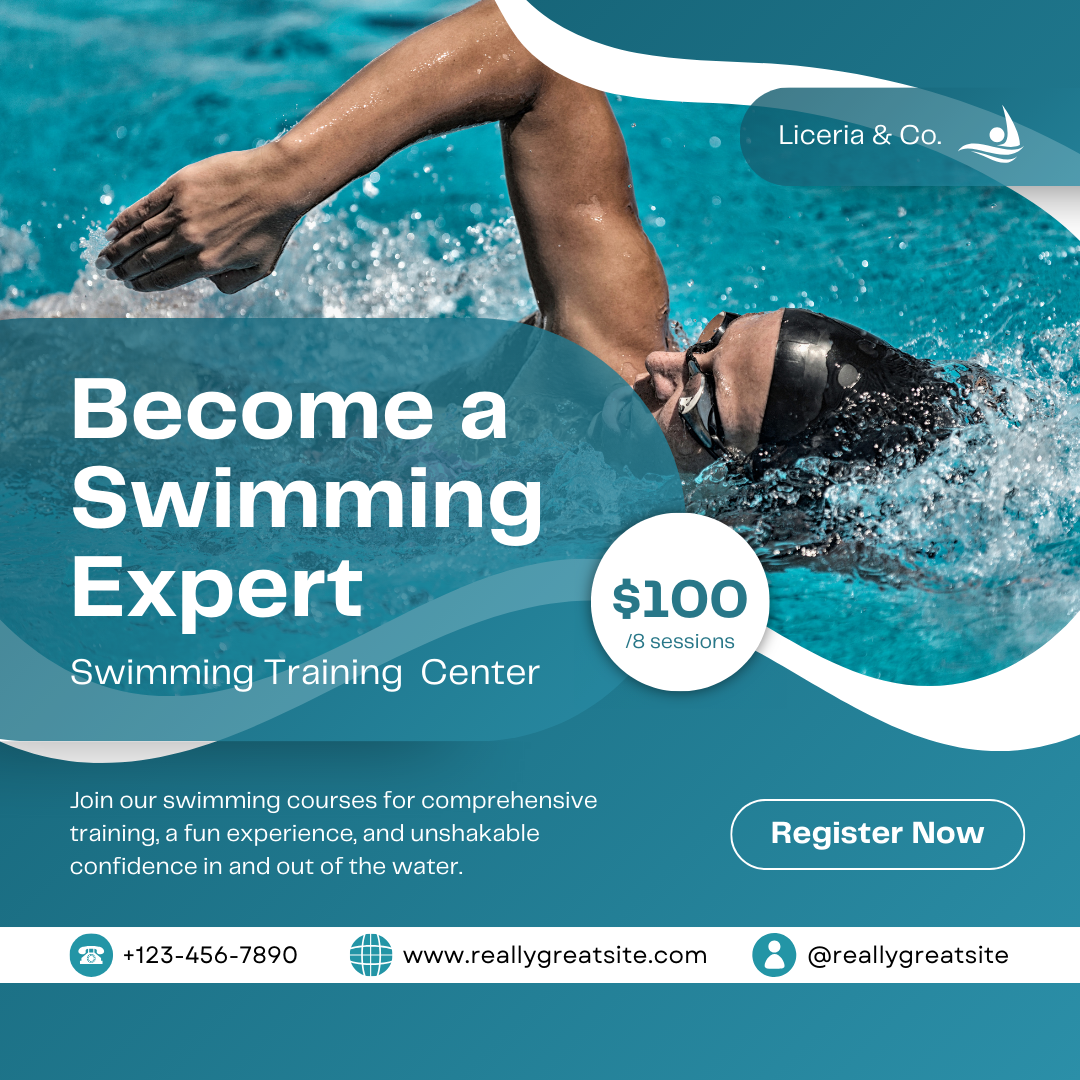 Liceria & Co.
Become a
Swimming
Expert
Swimming Training  Center
$100
/8 sessions
Join our swimming courses for comprehensive
training, a fun experience, and unshakable
confidence in and out of the water.
Register Now
+123-456-7890
www.reallygreatsite.com
@reallygreatsite